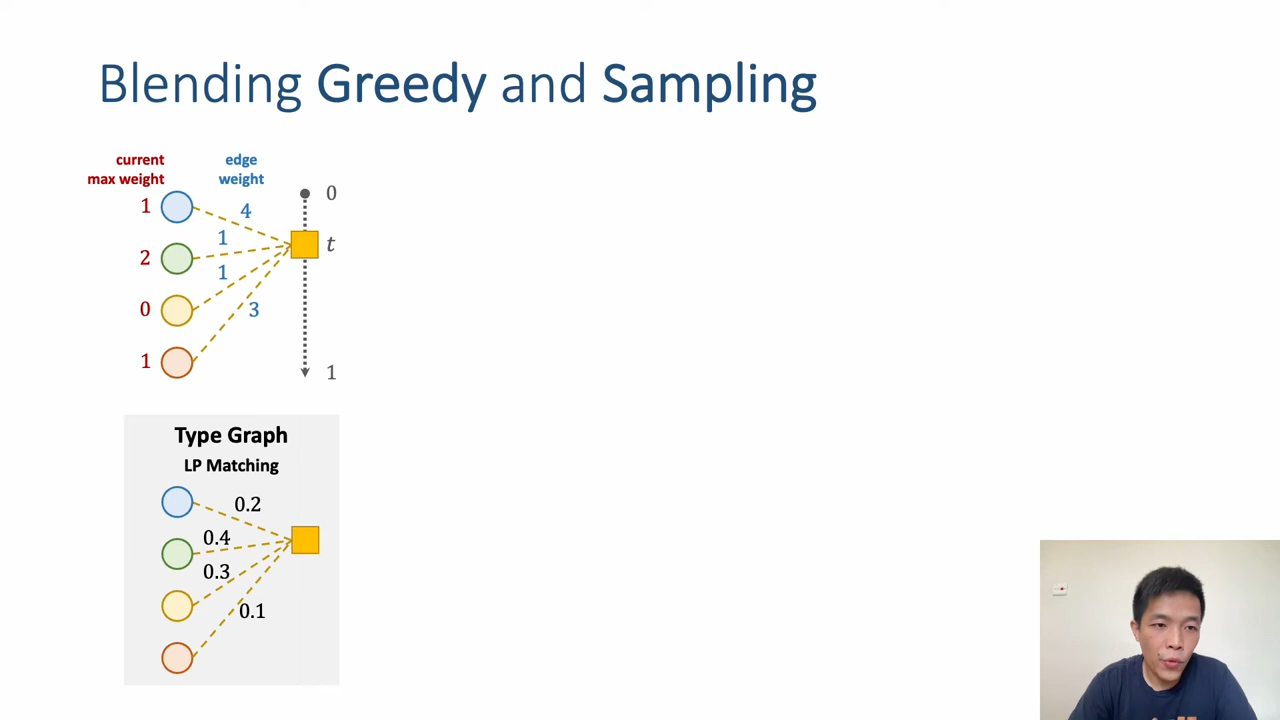 Blending Greedy and Sampling
current
max weight
edge
weight
1
4
0
1
t
2
1
0
3
1
1
Type Graph
LP Matching
0.2
0.4
0.3
0.1